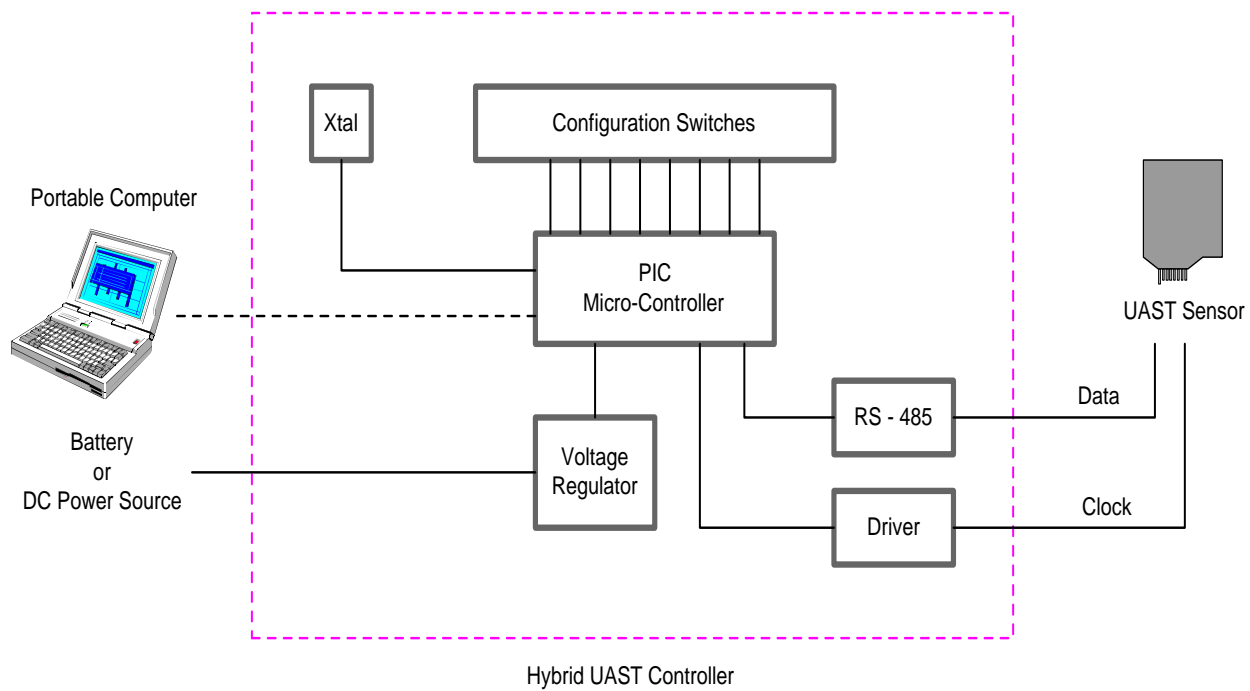 Xtal
Configuration Switches
Portable Computer
PIC
Micro-Controller
UAST Sensor
Data
RS - 485
Battery
or
DC Power Source
Voltage
Regulator
Clock
Driver
Hybrid UAST Controller